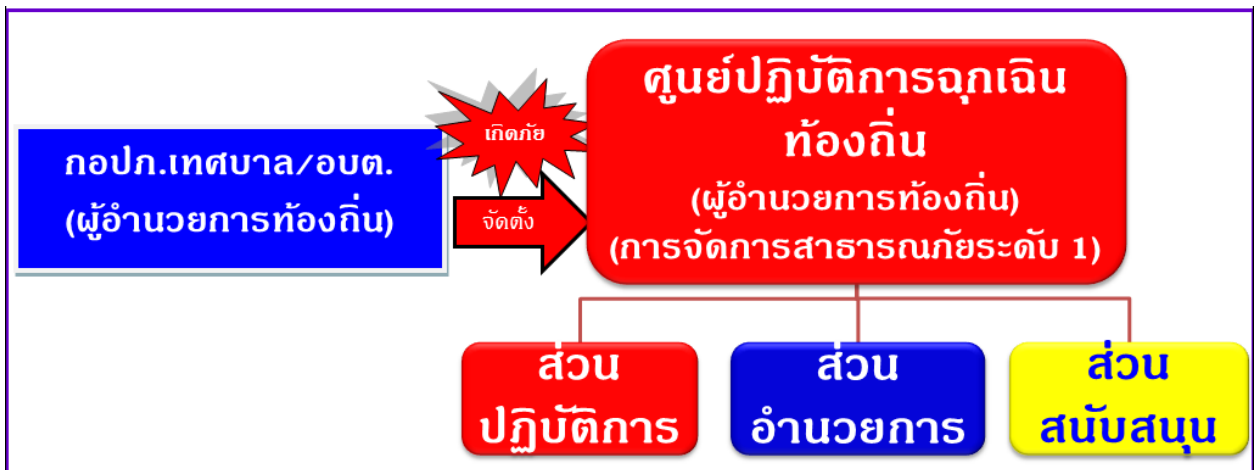 กอปภ.เทศบาล/อบต.
(ผู้อำนวยการท้องถิ่น)
เกิดภัย
จัดตั้ง
ศูนย์ปฏิบัติการฉุกเฉิน
ท้องถิ่น
(ผู้อำนวยการท้องถิ่น)
(การจัดการสาธารณภัยระดับ 1)
ส่วน
ปฏิบัติการ
ส่วน
อำนวยการ
ส่วน
สนับสนุน